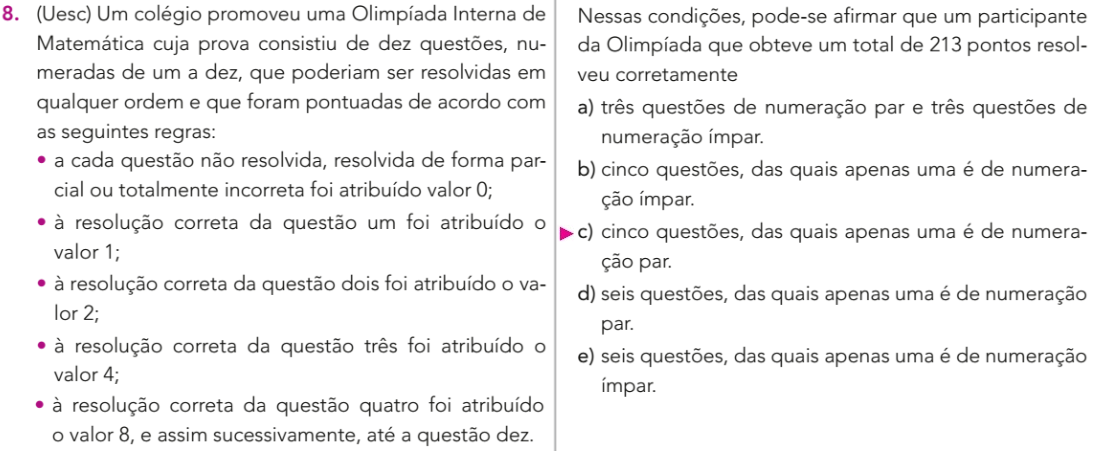 8. (Uesc) Um colégio promoveu uma Olimpíada Interna de
Matemática cuja prova consistiu de dez questões, nu-
meradas de um a dez, que poderiam ser resolvidas em
qualquer ordem e que foram pontuadas de acordo com
as seguintes regras:
• a cada questão não resolvida, resolvida de forma par-
cial ou totalmente incorreta foi atribuído valor 0;
• à resolução correta da questão um foi atribuído o
valor 1;
• à resolução correta da questão dois foi atribuído o va-
lor 2;
• à resolução correta da questão três foi atribuído o
valor 4;
• à resolução correta da questão quatro foi atribuído
o valor 8, e assim sucessivamente, até a questão dez.
Nessas condições, pode-se afirmar que um participante
da Olimpíada que obteve um total de 213 pontos resol-
veu corretamente
a) três questões de numeração par e três questões de
numeração ímpar.
b) cinco questões, das quais apenas uma é de numera-
ção ímpar.
c) cinco questões, das quais apenas uma é de numera-
ção par.
d) seis questões, das quais apenas uma é de numeração
par.
e) seis questões, das quais apenas uma é de numeração
ímpar.